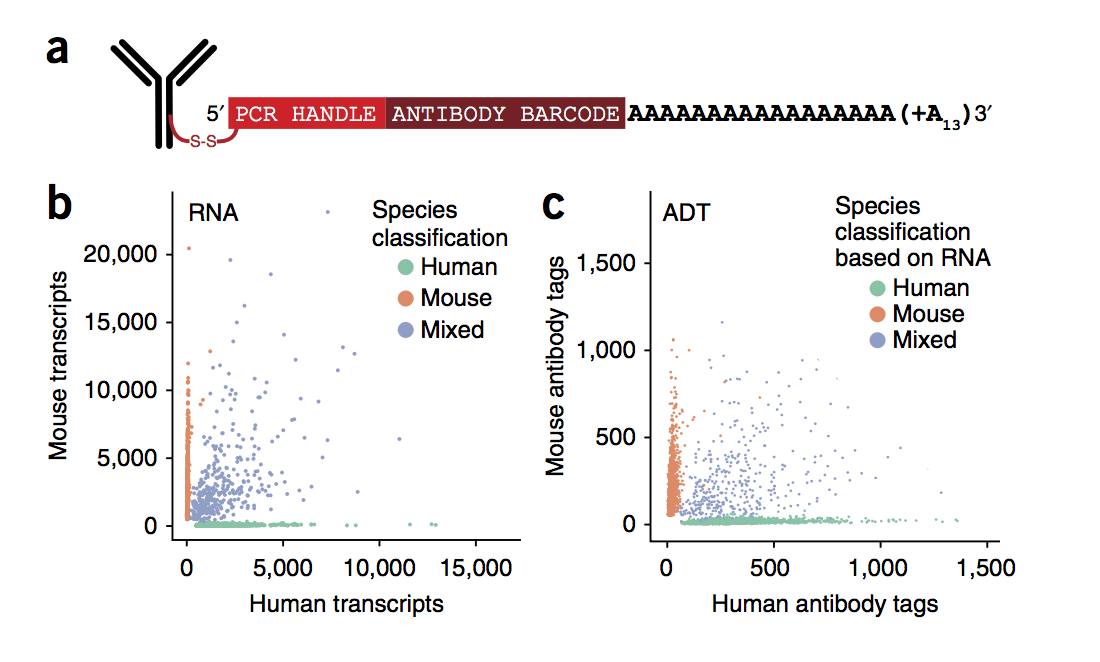 a
5′ PCR HANDLE ANTIBODY BARCODE AAAAAAAAAAAAAAAAA(+A13)3′
S-S
b
RNA
Species
classification
Human
Mouse
Mixed
Mouse transcripts
20,000
15,000
10,000
5,000
0
0 5,000 10,000 15,000
Human transcripts
c
ADT
Species
classification
based on RNA
Human
Mouse
Mixed
Mouse antibody tags
1,500
1,000
500
0
0 500 1,000 1,500
Human antibody tags